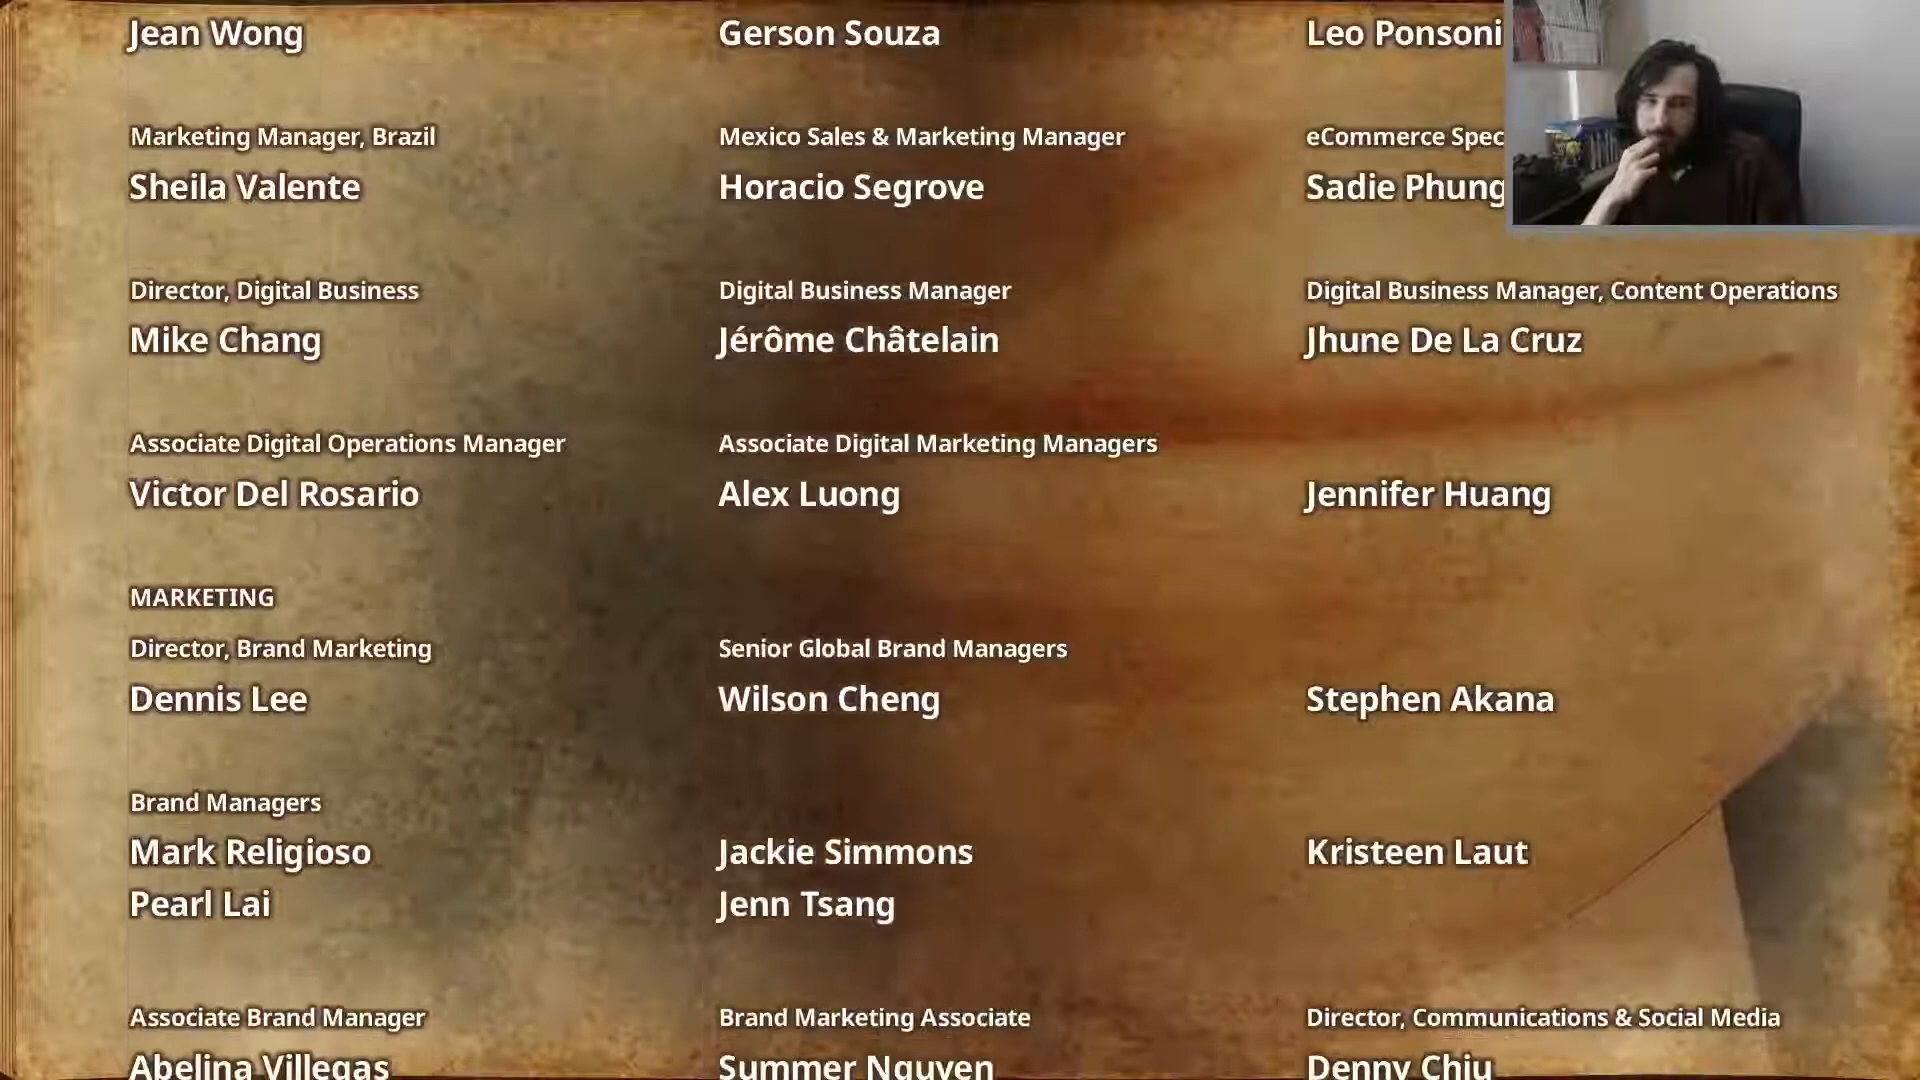 Jean Wong Gerson Souza Leo Ponsoni
Marketing Manager, Brazil Mexico Sales & Marketing Manager eCommerce
Sheila Valente Horacio Segrove Sadie Phung
Director, Digital Business Digital Business Manager Digital Business Manager, Content Operations
Mike Chang Jérôme Châtelain Jhune De La Cruz
Associate Digital Operations Manager Associate Digital Marketing Managers
Victor Del Rosario Alex Luong Jennifer Huang
MARKETING
Director, Brand Marketing Senior Global Brand Managers
Dennis Lee Wilson Cheng Stephen Akana
Brand Managers
Mark Religioso Jackie Simmons Kristeen Laut
Pearl Lai Jenn Tsang
Associate Brand Manager Brand Marketing Associate Director, Communications & Social Media
Abelina Villegas Summer Nguyen Denny Chiu